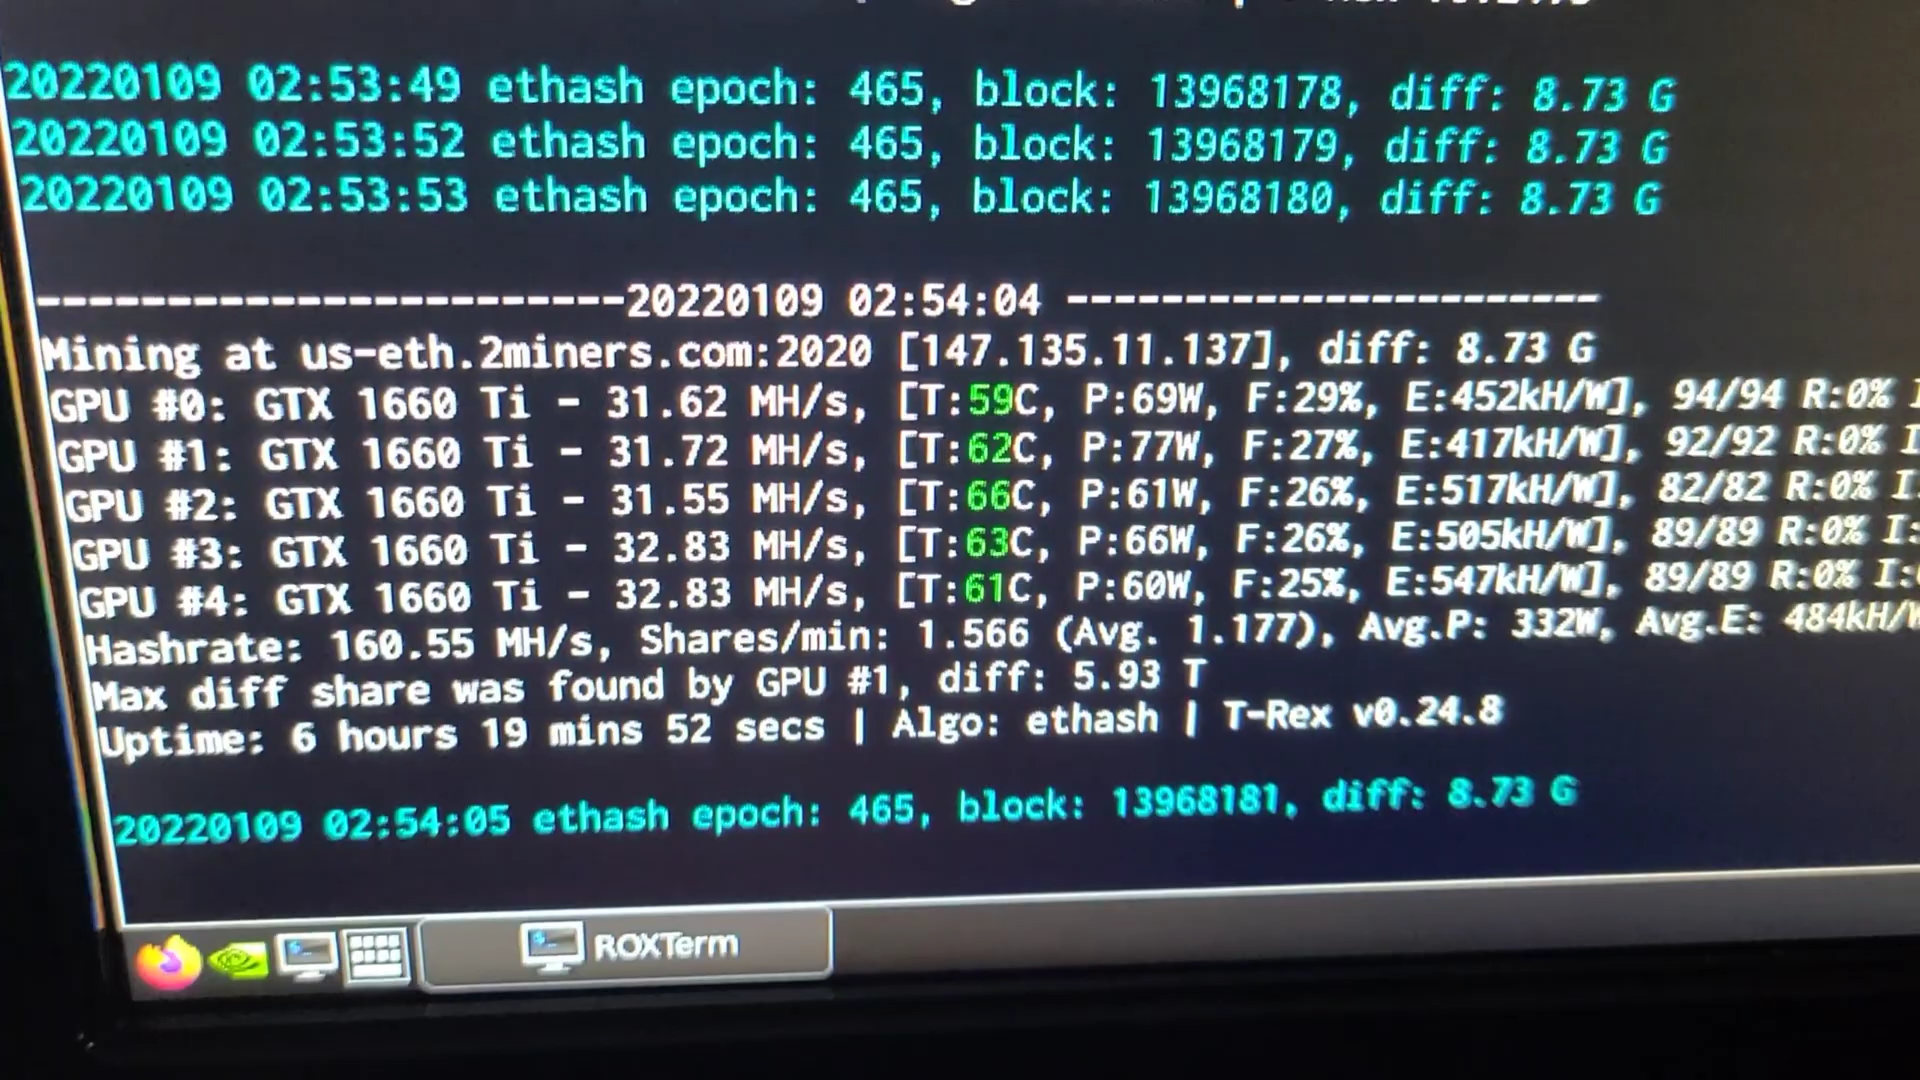 20220109 02:53:49 ethash epoch: 465, block: 13968178, diff: 8.73 G
20220109 02:53:52 ethash epoch: 465, block: 13968179, diff: 8.73 G
20220109 02:53:53 ethash epoch: 465, block: 13968180, diff: 8.73 G
-----------------------20220109 02:54:04 -----------------------
Mining at us-eth.2miners.com:2020 [147.135.11.137], diff: 8.73 G
GPU #0: GTX 1660 Ti - 31.62 MH/s, [T:59C, P:69W, F:29%, E:452kH/W], 94/94 R:0%
GPU #1: GTX 1660 Ti - 31.72 MH/s, [T:62C, P:77W, F:27%, E:417kH/W], 92/92 R:0% I
GPU #2: GTX 1660 Ti - 31.55 MH/s, [T:66C, P:61W, F:26%, E:517kH/W], 82/82 R:0% I:
GPU #3: GTX 1660 Ti - 32.83 MH/s, [T:63C, P:66W, F:26%, E:505kH/W], 89/89 R:0% I:
GPU #4: GTX 1660 Ti - 32.83 MH/s, [T:61C, P:60W, F:25%, E:547kH/W], 89/89 R:0% I:
Hashrate: 160.55 MH/s, Shares/min: 1.566 (Avg. 1.177), Avg.P: 332W, Avg.E: 484kH/W
Max diff share was found by GPU #1, diff: 5.93 T
Uptime: 6 hours 19 mins 52 secs | Algo: ethash | T-Rex v0.24.8
20220109 02:54:05 ethash epoch: 465, block: 13968181, diff: 8.73 G
ROXTerm